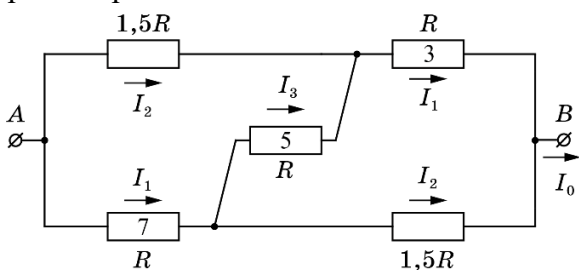 1,5R R
3
I₂ I₃ I₁
A B
5
R
I₁ I₂ I₀
7
R 1,5R